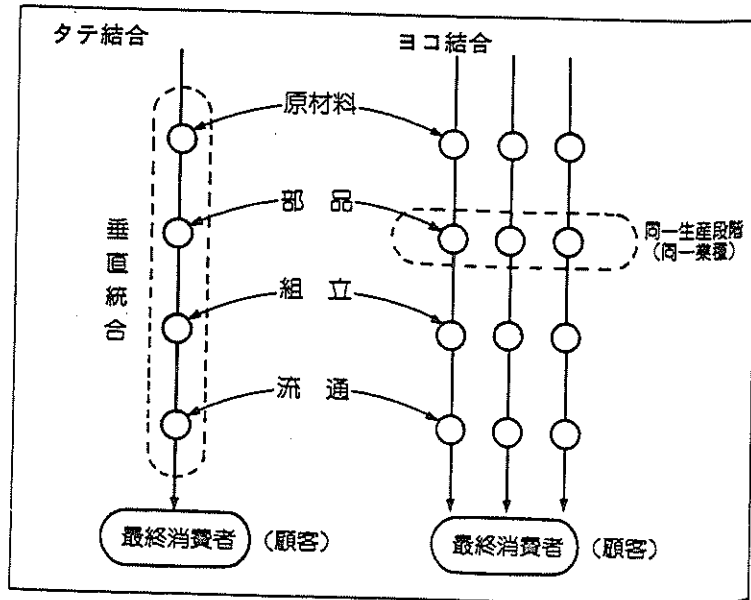 タテ結合
ヨコ結合
原材料
部品
組立
流通
垂直統合
同一生産段階
(同一業種)
最終消費者 (顧客)
最終消費者 (顧客)